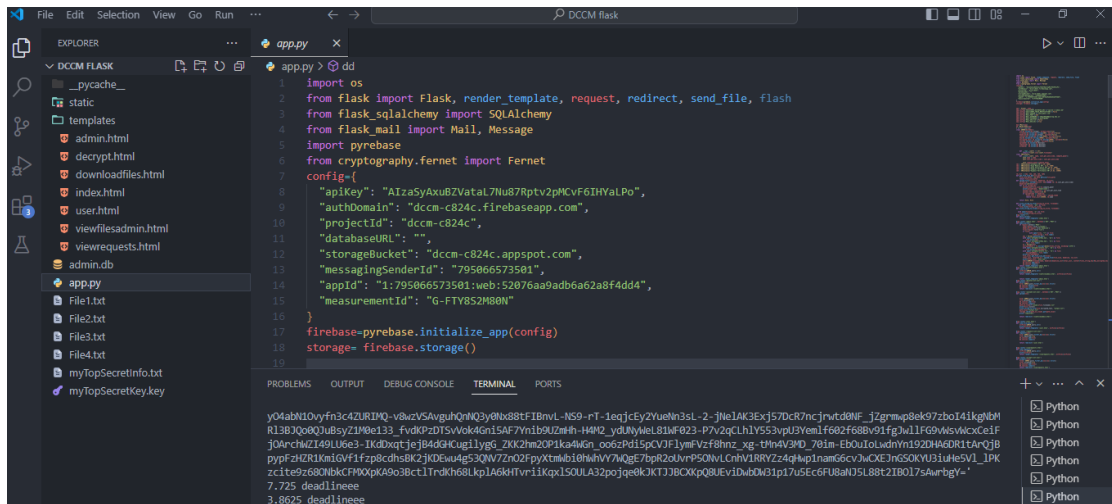 File Edit Selection View Go Run ... DCCM flask
EXPLORER ...
DCCM FLASK
__pycache__
static
templates
admin.html
decrypt.html
downloadfiles.html
index.html
user.html
viewfilesadmin.html
viewrequests.html
admin.db
app.py
File1.txt
File2.txt
File3.txt
File4.txt
myTopSecretInfo.txt
myTopSecretKey.key
3
app.py
app.py > dd
1 import os
2 from flask import Flask, render_template, request, redirect, send_file, flash
3 from flask_sqlalchemy import SQLAlchemy
4 from flask_mail import Mail, Message
5 import pyrebase
6 from cryptography.fernet import Fernet
7 config={
8 "apiKey": "AIzaSyAxuBZVataL7Nu87Rptv2pMCvF6IHYaLPo",
9 "authDomain": "dccm-c824c.firebaseapp.com",
10 "projectId": "dccm-c824c",
11 "databaseURL": "",
12 "storageBucket": "dccm-c824c.appspot.com",
13 "messagingSenderId": "795066573501",
14 "appId": "1:795066573501:web:52076aa9adb6a62a8f4dd4",
15 "measurementId": "G-FTY8S2M80N"
16 }
17 firebase=pyrebase.initialize_app(config)
18 storage= firebase.storage()
19
PROBLEMS OUTPUT DEBUG CONSOLE TERMINAL PORTS
7.725 deadlineee
3.8625 deadlineee
Python
Python
Python
Python
Python
Python